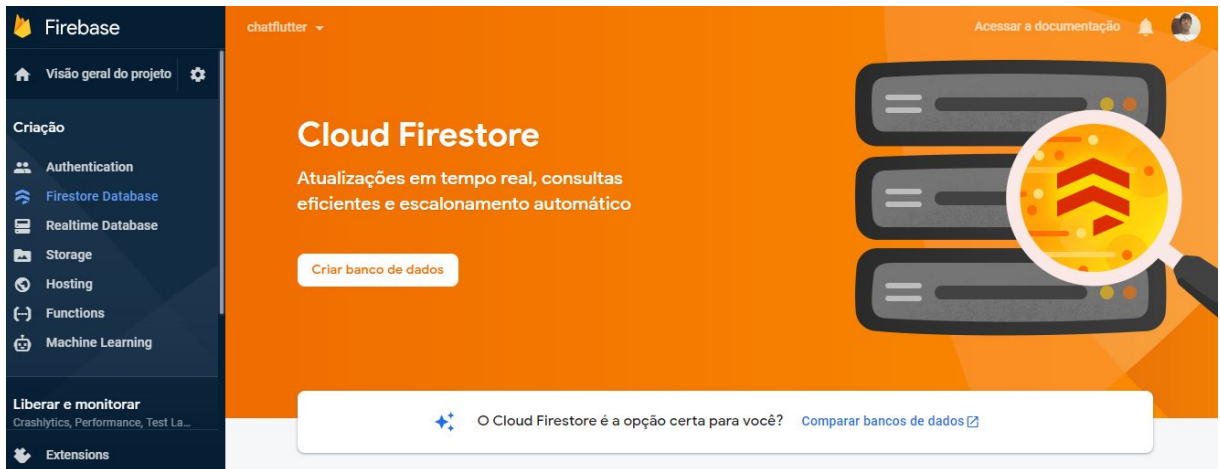 Firebase
Visão geral do projeto
Criação
Authentication
Firestore Database
Realtime Database
Storage
Hosting
Functions
Machine Learning
Liberar e monitorar
Crashlytics, Performance, Test La...
Extensions
chatflutter
Acessar a documentação
Cloud Firestore
Atualizações em tempo real, consultas
eficientes e escalonamento automático
Criar banco de dados
O Cloud Firestore é a opção certa para você? Comparar bancos de dados